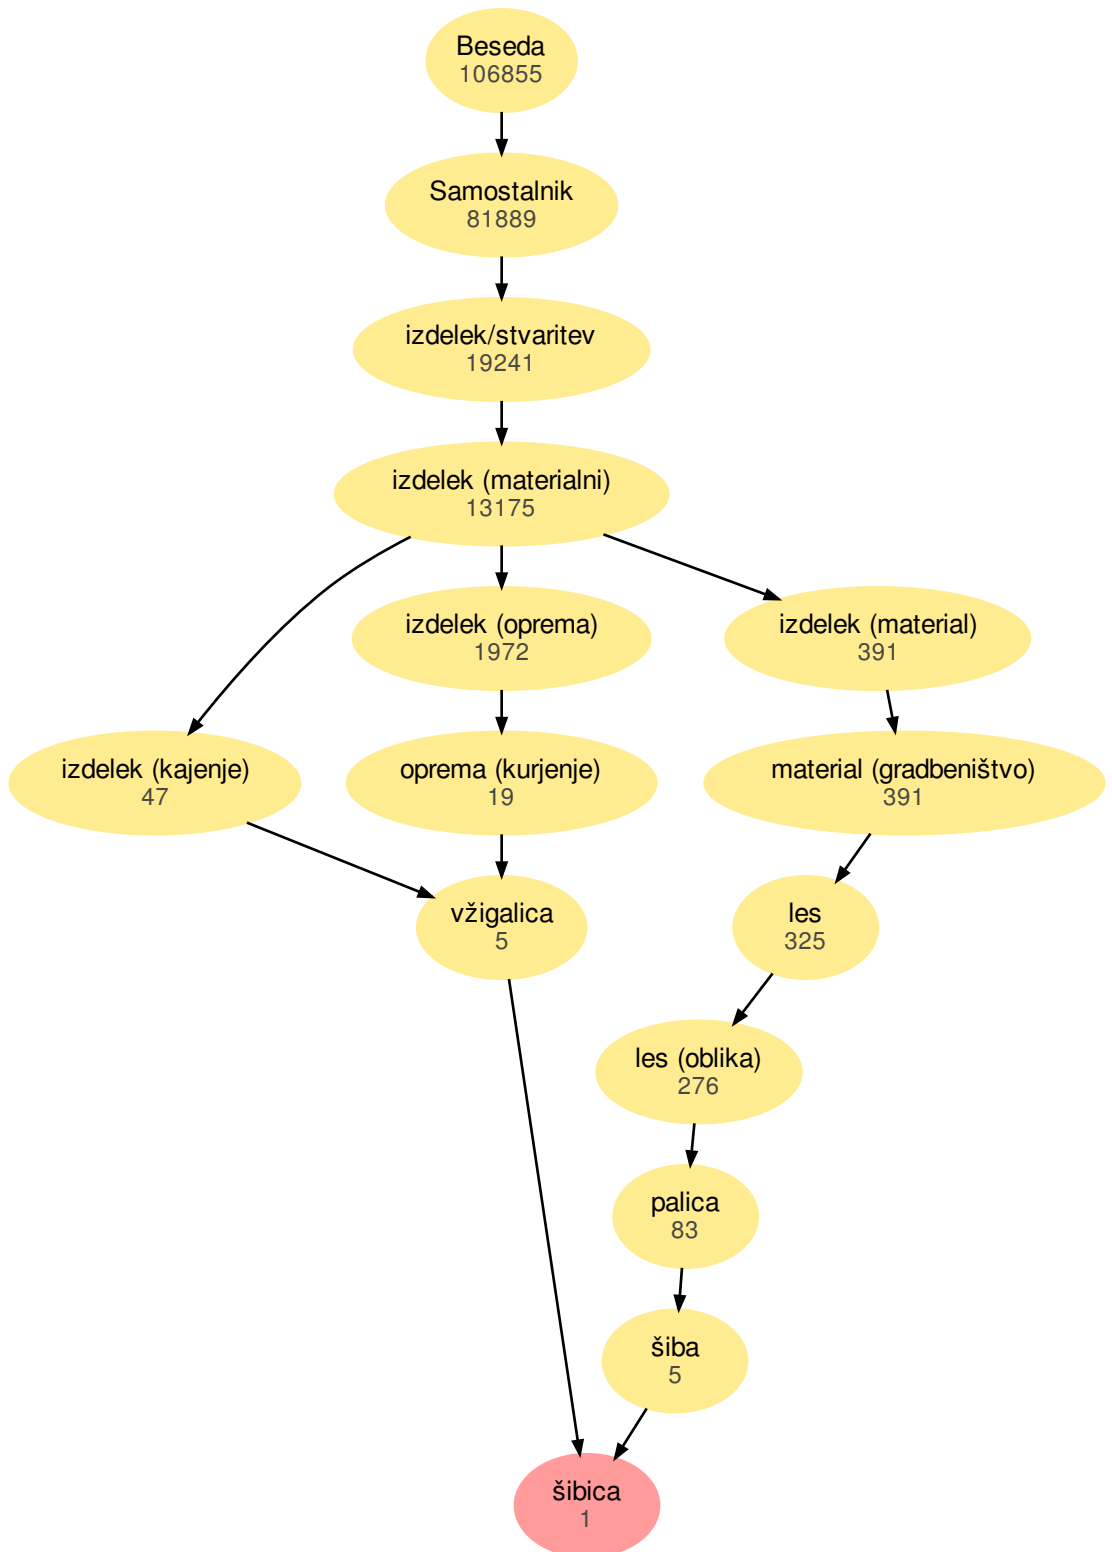 Beseda
106855
Samostalnik
81889
izdelek/stvaritev
19241
izdelek (materialni)
13175
izdelek (oprema)
1972
izdelek (material)
391
izdelek (kajenje)
47
oprema (kurjenje)
19
material (gradbeništvo)
391
vžigalica
5
les
325
les (oblika)
276
palica
83
šiba
5
šibica
1